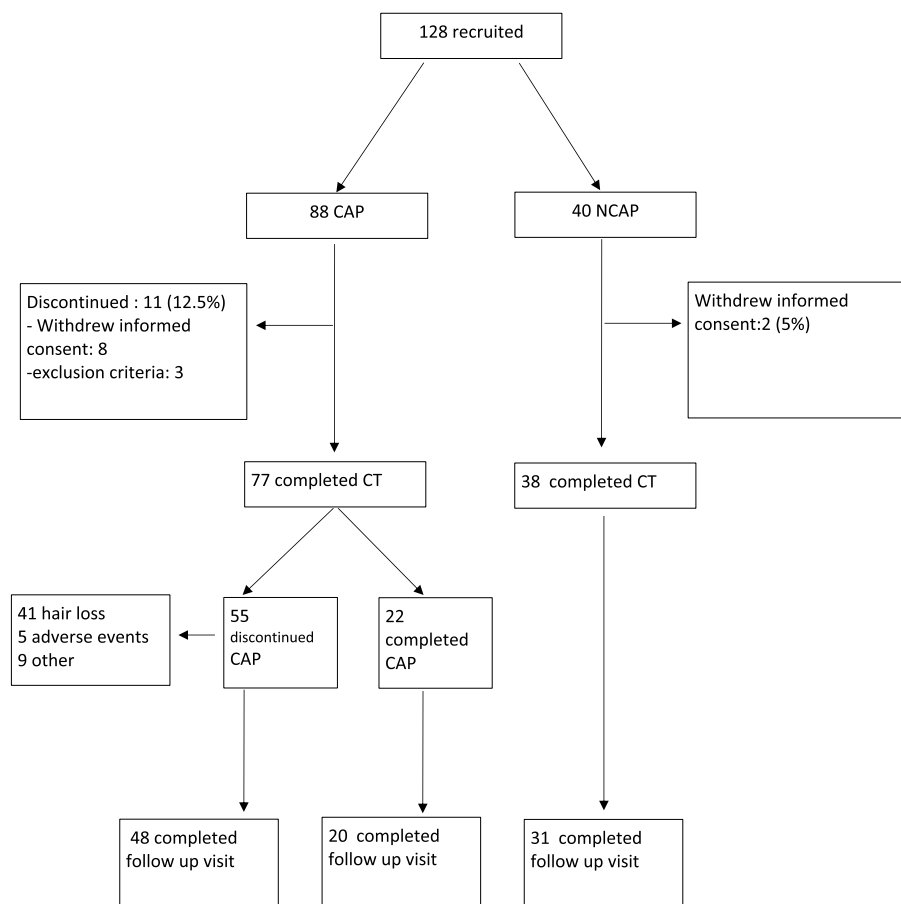 128 recruited
88 CAP
40 NCAP
Discontinued : 11 (12.5%)
- Withdrew informed
consent: 8
-exclusion criteria: 3
Withdrew informed
consent:2 (5%)
77 completed CT
38 completed CT
41 hair loss
5 adverse events
9 other
55
discontinued
CAP
22
completed
CAP
48 completed
follow up visit
20 completed
follow up visit
31 completed
follow up visit